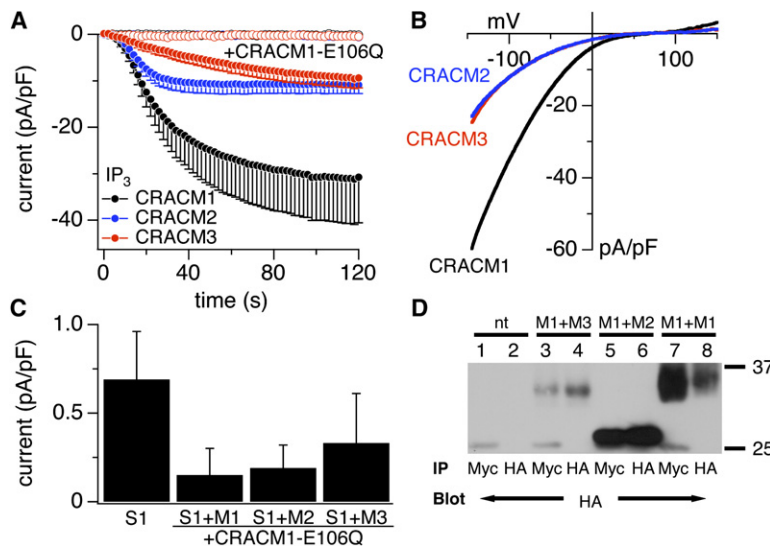 A
0
-10
-20
-30
-40
current (pA/pF)
+CRACM1-E106Q
IP3
CRACM1
CRACM2
CRACM3
0 40 80 120
time (s)
B
mV
-100 100
-20
-40
-60
pA/pF
CRACM2
CRACM3
CRACM1
C
1.0
0.5
0
current (pA/pF)
S1 S1+M1 S1+M2 S1+M3
+CRACM1-E106Q
D
nt M1+M3 M1+M2 M1+M1
1 2 3 4 5 6 7 8
37
25
IP Myc HA Myc HA Myc HA Myc HA
Blot HA